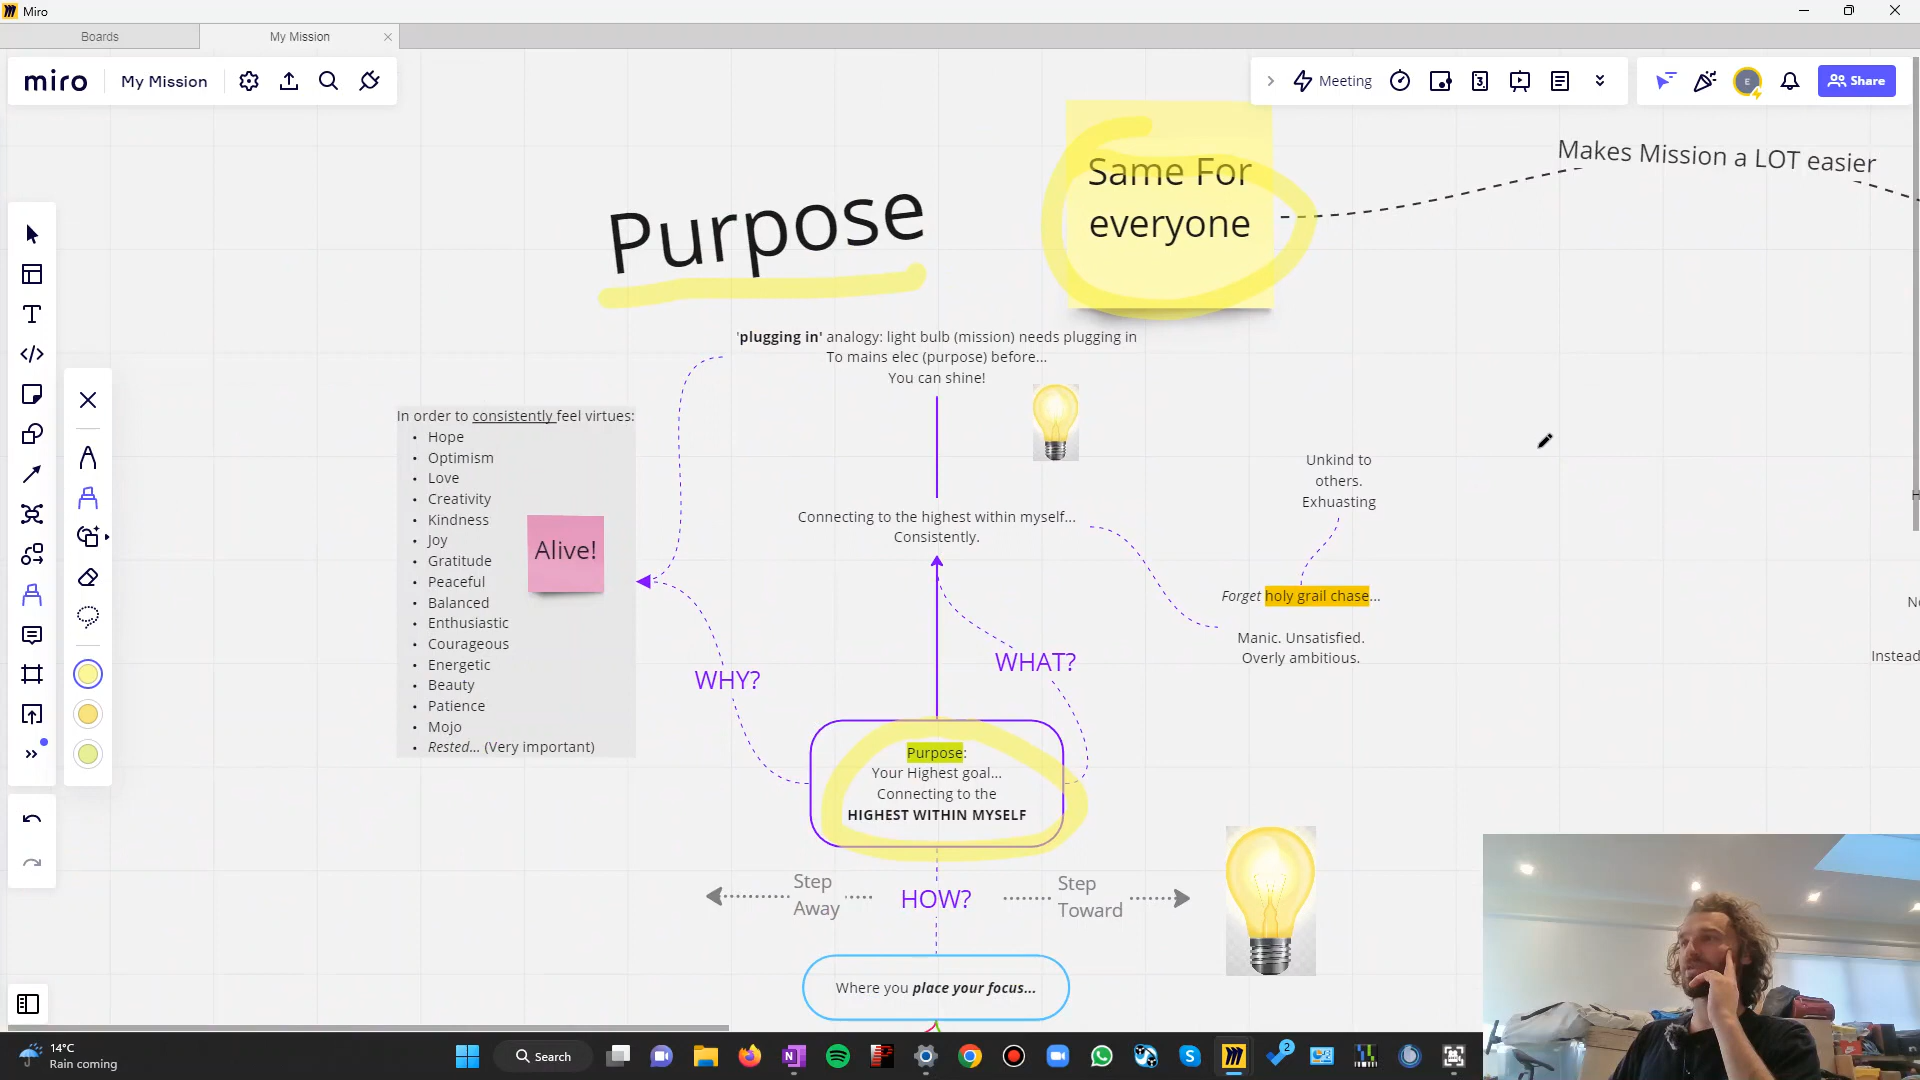 Miro
Boards
My Mission
miro
My Mission
Meeting
3
E
Share
Purpose
Same For
everyone
Makes Mission a LOT easier
'plugging in' analogy: light bulb (mission) needs plugging in
To mains elec (purpose) before...
You can shine!
In order to consistently feel virtues:
• Hope
• Optimism
• Love
• Creativity
• Kindness
• Joy
• Gratitude
• Peaceful
• Balanced
• Enthusiastic
• Courageous
• Energetic
• Beauty
• Patience
• Mojo
• Rested... (Very important)
Alive!
Connecting to the highest within myself...
Consistently.
Unkind to
others.
Exhuasting
Forget holy grail chase...
Manic. Unsatisfied.
Overly ambitious.
Instead
WHY?
WHAT?
Purpose:
Your Highest goal...
Connecting to the
HIGHEST WITHIN MYSELF
Step
Away
HOW?
Step
Toward
Where you place your focus...
14°C
Rain coming
Search
2